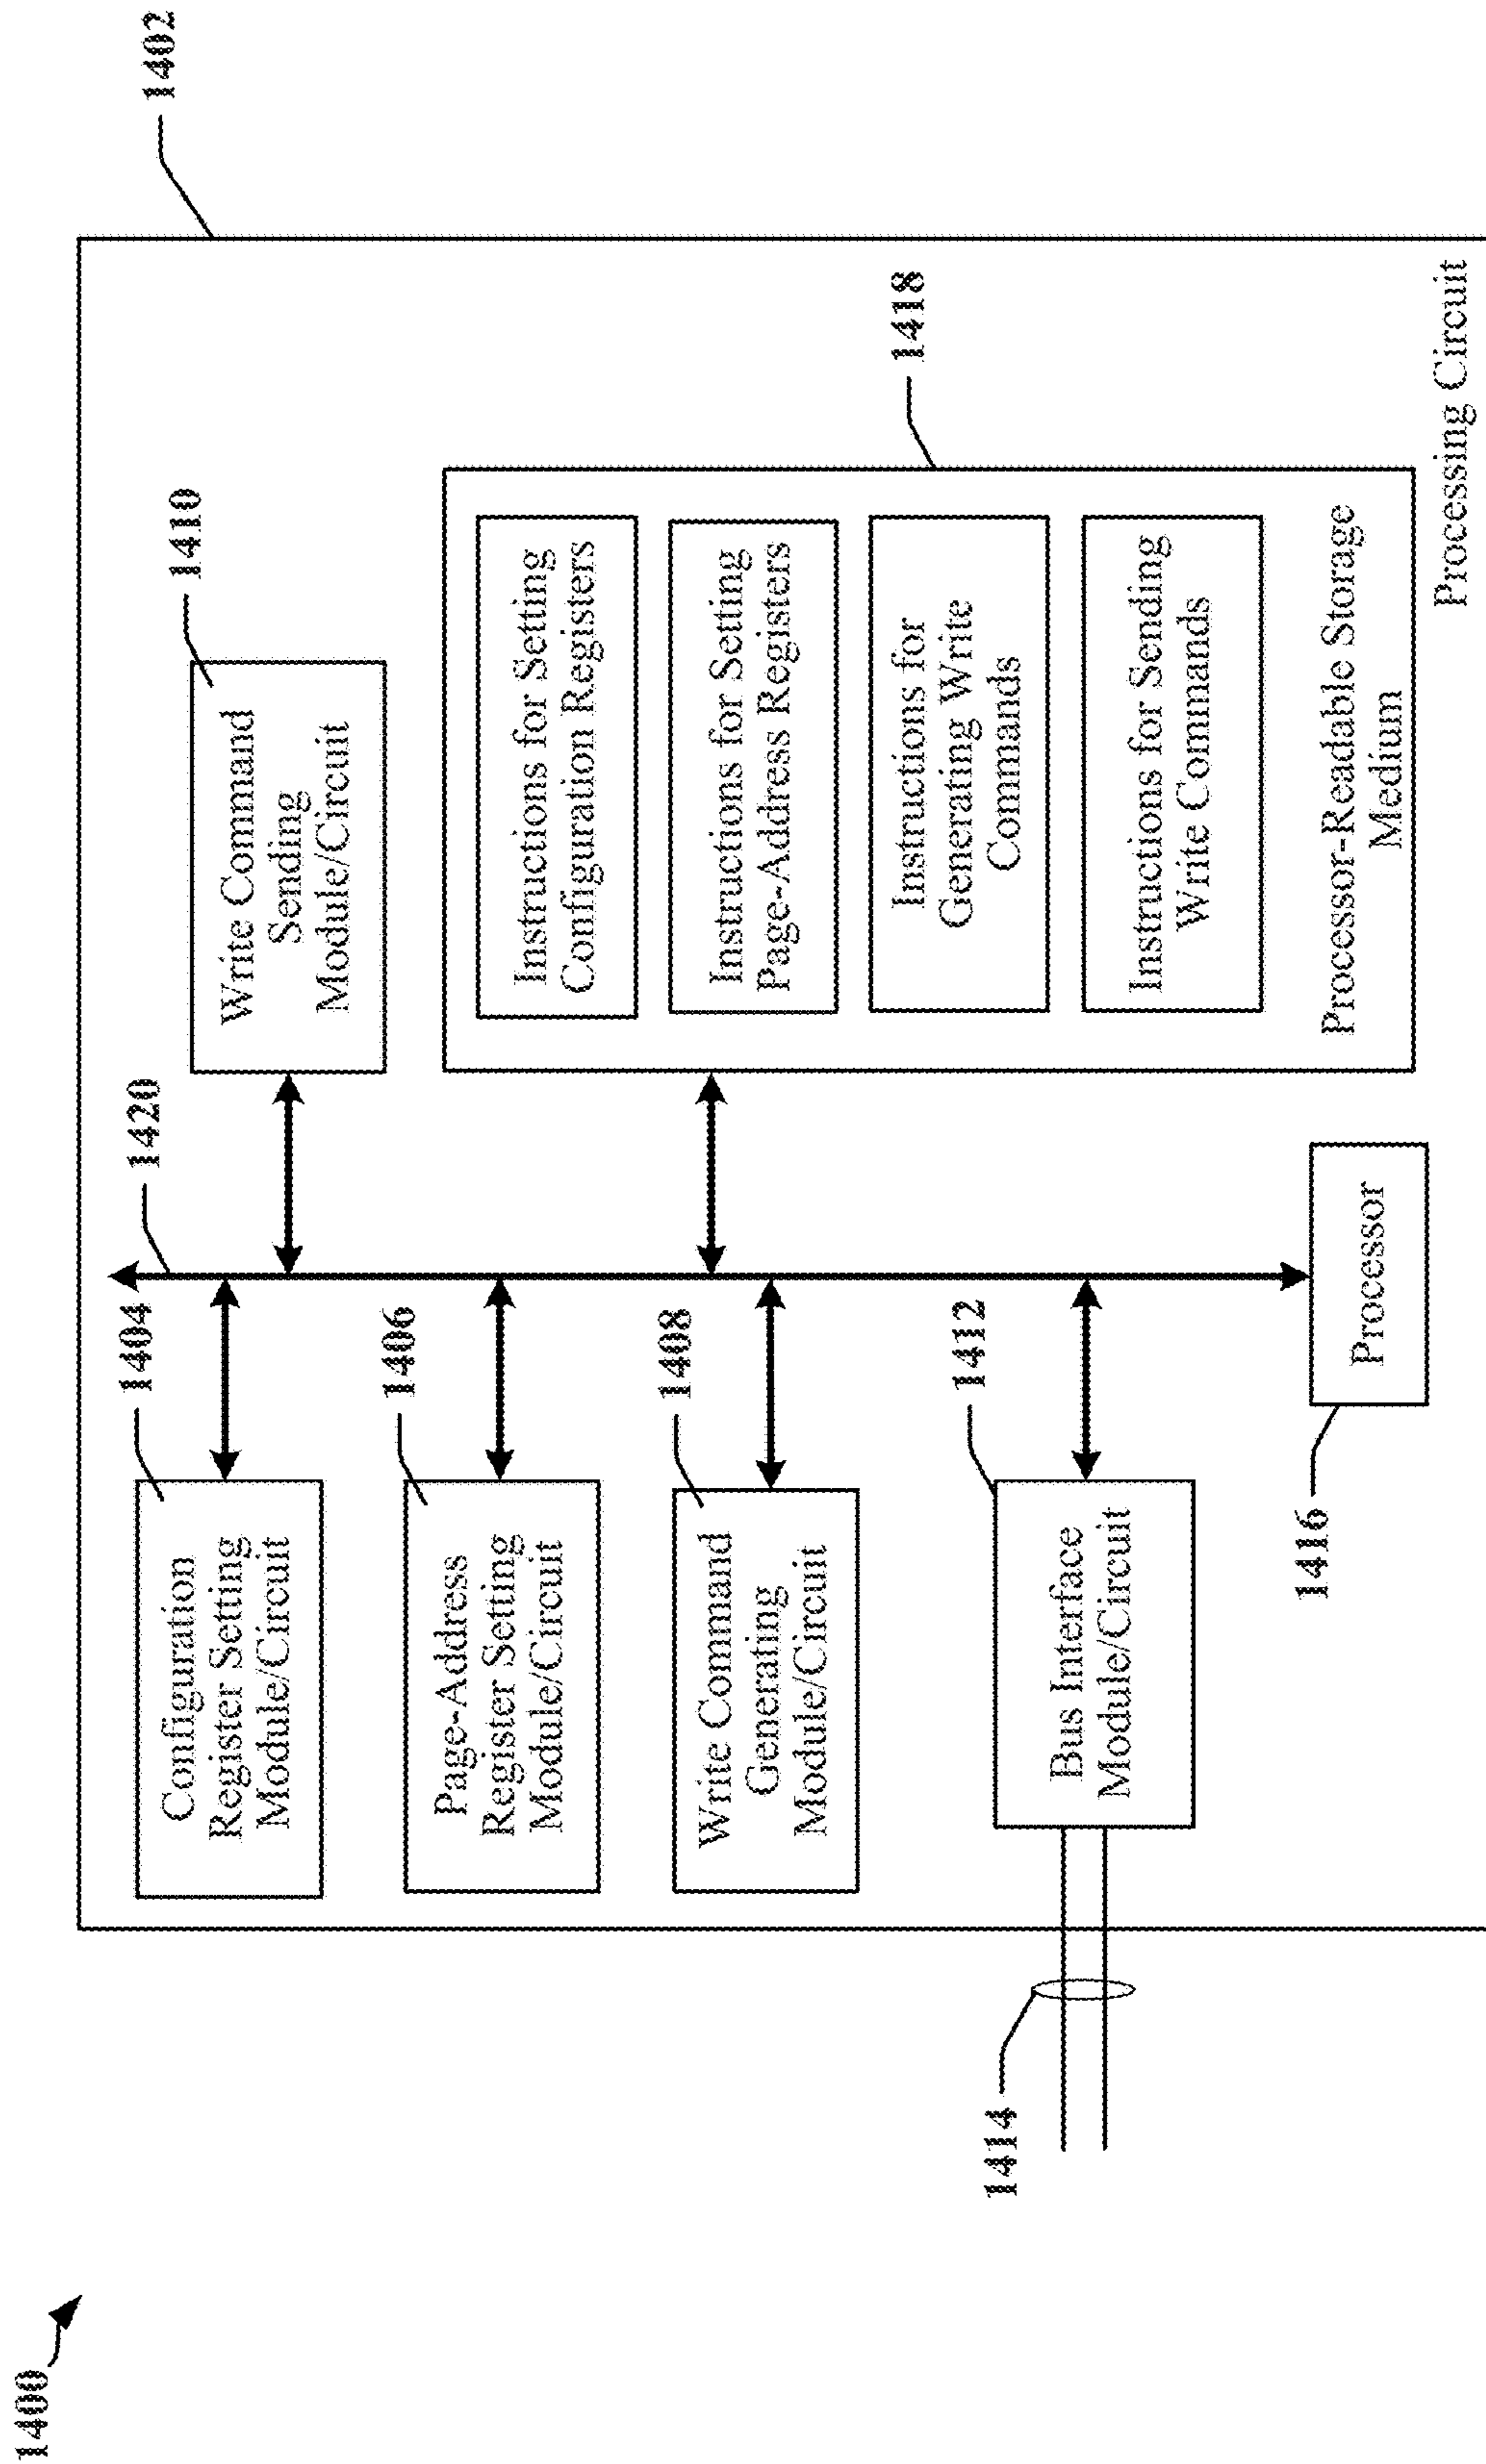 1400
1402
1404
Configuration
Register Setting
Module/Circuit
1406
Page-Address
Register Setting
Module/Circuit
1408
Write Command
Generating
Module/Circuit
1412
Bus Interface
Module/Circuit
1414
1420
1416
Processor
1410
Write Command
Sending
Module/Circuit
1418
Instructions for Setting
Configuration Registers
Instructions for Setting
Page-Address Registers
Instructions for
Generating Write
Commands
Instructions for Sending
Write Commands
Processor-Readable Storage
Medium
Processing Circuit